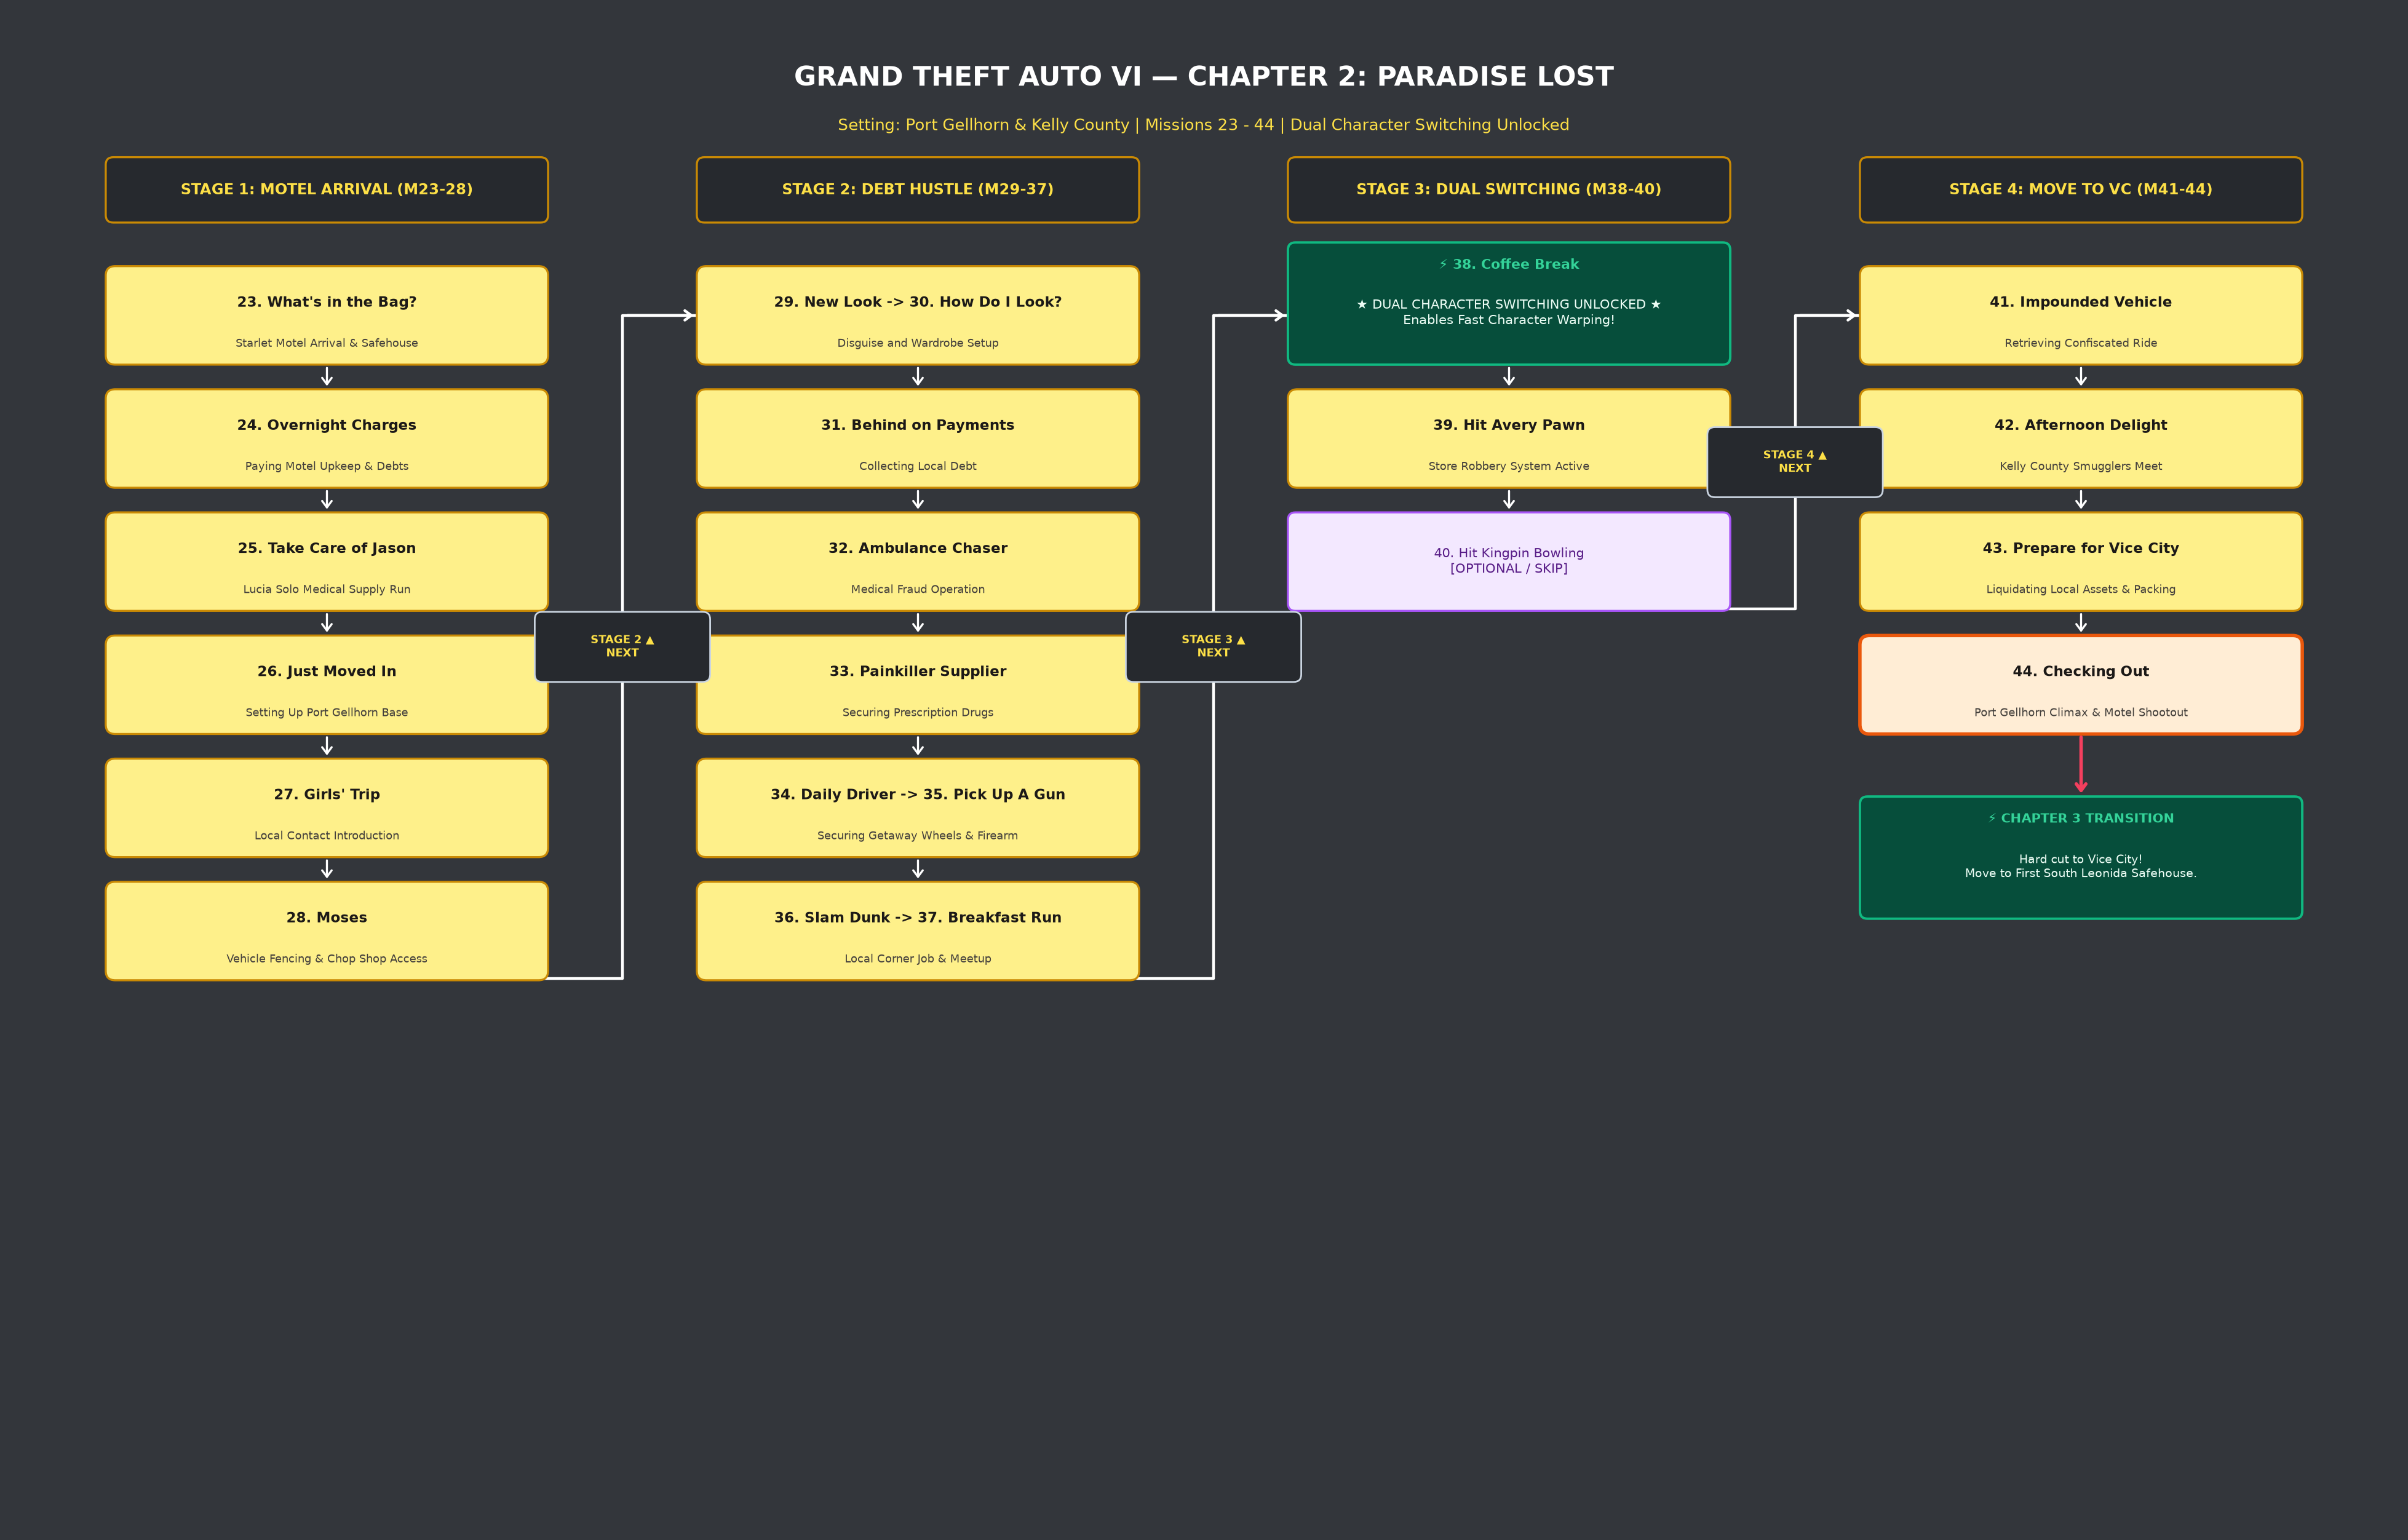 GRAND THEFT AUTO VI — CHAPTER 2: PARADISE LOST
Setting: Port Gellhorn & Kelly County | Missions 23 - 44 | Dual Character Switching Unlocked
STAGE 1: MOTEL ARRIVAL (M23-28)
23. What's in the Bag?
Starlet Motel Arrival & Safehouse
24. Overnight Charges
Paying Motel Upkeep & Debts
25. Take Care of Jason
Lucia Solo Medical Supply Run
26. Just Moved In
Setting Up Port Gellhorn Base
27. Girls' Trip
Local Contact Introduction
28. Moses
Vehicle Fencing & Chop Shop Access
STAGE 2 ▲
NEXT
STAGE 2: DEBT HUSTLE (M29-37)
29. New Look -> 30. How Do I Look?
Disguise and Wardrobe Setup
31. Behind on Payments
Collecting Local Debt
32. Ambulance Chaser
Medical Fraud Operation
33. Painkiller Supplier
Securing Prescription Drugs
34. Daily Driver -> 35. Pick Up A Gun
Securing Getaway Wheels & Firearm
36. Slam Dunk -> 37. Breakfast Run
Local Corner Job & Meetup
STAGE 3 ▲
NEXT
STAGE 3: DUAL SWITCHING (M38-40)
⚡ 38. Coffee Break
★ DUAL CHARACTER SWITCHING UNLOCKED ★
Enables Fast Character Warping!
39. Hit Avery Pawn
Store Robbery System Active
40. Hit Kingpin Bowling
[OPTIONAL / SKIP]
STAGE 4 ▲
NEXT
STAGE 4: MOVE TO VC (M41-44)
41. Impounded Vehicle
Retrieving Confiscated Ride
42. Afternoon Delight
Kelly County Smugglers Meet
43. Prepare for Vice City
Liquidating Local Assets & Packing
44. Checking Out
Port Gellhorn Climax & Motel Shootout
⚡ CHAPTER 3 TRANSITION
Hard cut to Vice City!
Move to First South Leonida Safehouse.